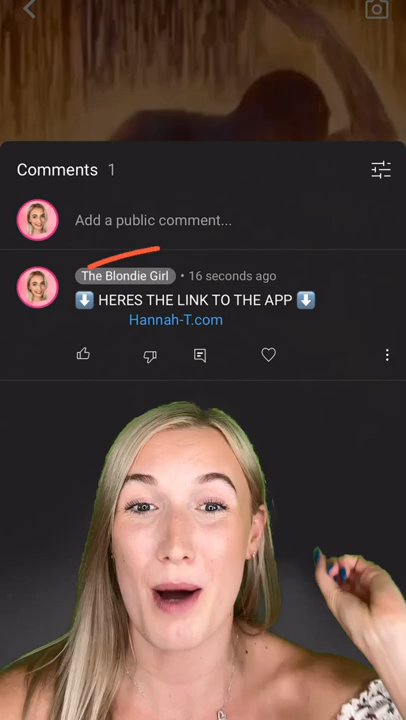 Comments 1
Add a public comment...
The Blondie Girl • 16 seconds ago
⬇️ HERES THE LINK TO THE APP ⬇️
Hannah-T.com